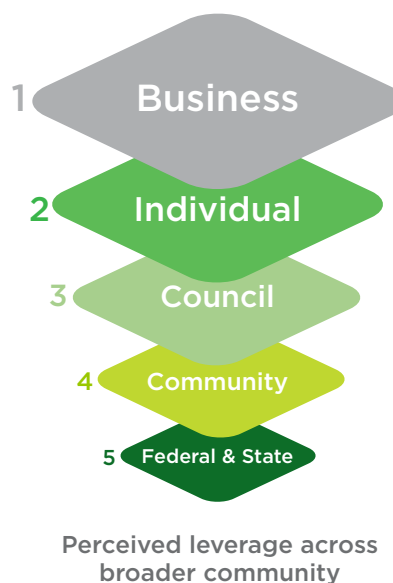 1 Business
2 Individual
3 Council
4 Community
5 Federal & State
Perceived leverage across
broader community